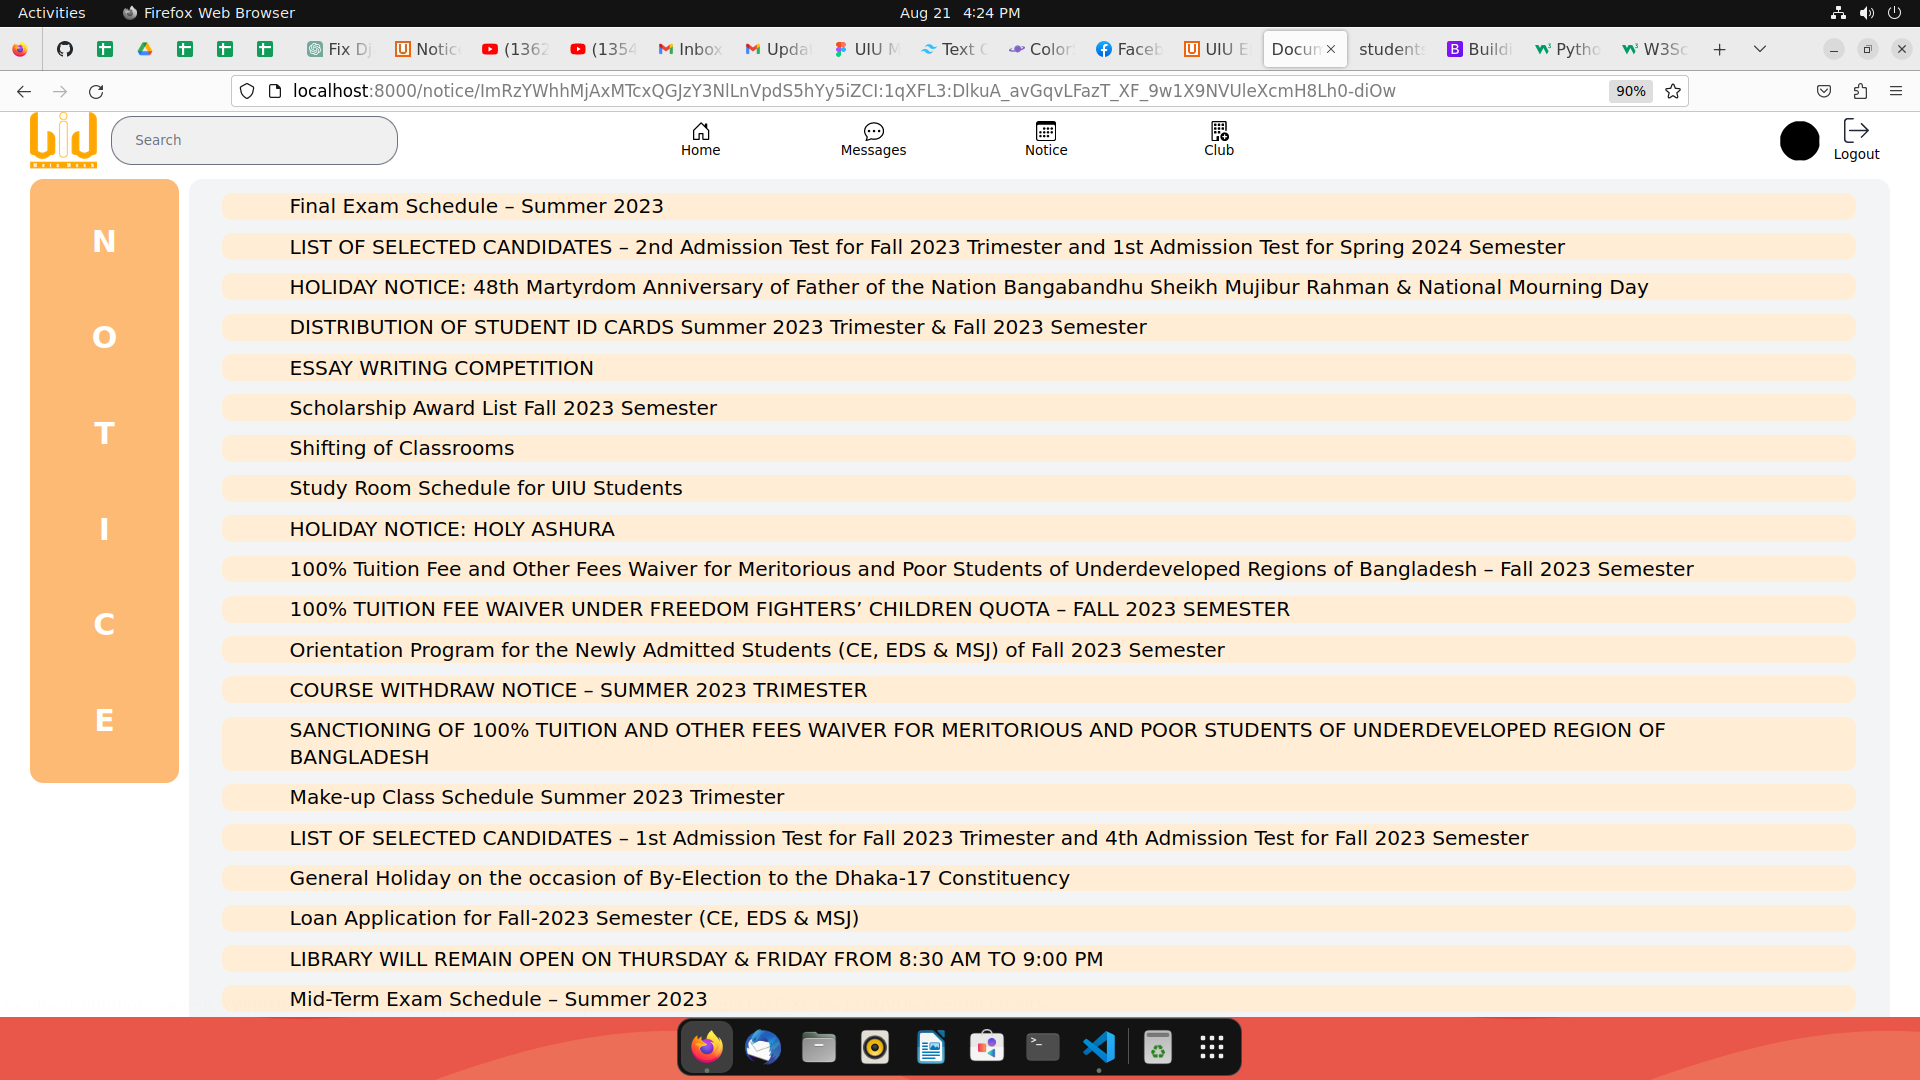 Activities
Firefox Web Browser
Aug 21 4:24 PM
Fix Dj
Notic
(1362
(1354
Inbox
Upda
UIU M
Text C
Color
Faceb
UIU E
Docun
students
Buildi
Pytho
W3Sc
90%
Search
Home
Messages
Notice
Club
Logout
N
O
T
I
C
E
Final Exam Schedule – Summer 2023
LIST OF SELECTED CANDIDATES – 2nd Admission Test for Fall 2023 Trimester and 1st Admission Test for Spring 2024 Semester
HOLIDAY NOTICE: 48th Martyrdom Anniversary of Father of the Nation Bangabandhu Sheikh Mujibur Rahman & National Mourning Day
DISTRIBUTION OF STUDENT ID CARDS Summer 2023 Trimester & Fall 2023 Semester
ESSAY WRITING COMPETITION
Scholarship Award List Fall 2023 Semester
Shifting of Classrooms
Study Room Schedule for UIU Students
HOLIDAY NOTICE: HOLY ASHURA
100% Tuition Fee and Other Fees Waiver for Meritorious and Poor Students of Underdeveloped Regions of Bangladesh – Fall 2023 Semester
100% TUITION FEE WAIVER UNDER FREEDOM FIGHTERS’ CHILDREN QUOTA – FALL 2023 SEMESTER
Orientation Program for the Newly Admitted Students (CE, EDS & MSJ) of Fall 2023 Semester
COURSE WITHDRAW NOTICE – SUMMER 2023 TRIMESTER
SANCTIONING OF 100% TUITION AND OTHER FEES WAIVER FOR MERITORIOUS AND POOR STUDENTS OF UNDERDEVELOPED REGION OF
BANGLADESH
Make-up Class Schedule Summer 2023 Trimester
LIST OF SELECTED CANDIDATES – 1st Admission Test for Fall 2023 Trimester and 4th Admission Test for Fall 2023 Semester
General Holiday on the occasion of By-Election to the Dhaka-17 Constituency
Loan Application for Fall-2023 Semester (CE, EDS & MSJ)
LIBRARY WILL REMAIN OPEN ON THURSDAY & FRIDAY FROM 8:30 AM TO 9:00 PM
Mid-Term Exam Schedule – Summer 2023